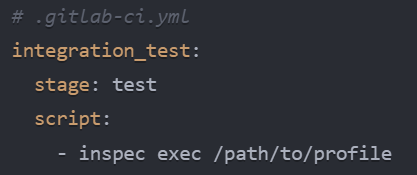 # .gitlab-ci.yml
integration_test:
  stage: test
  script:
    - inspec exec /path/to/profile